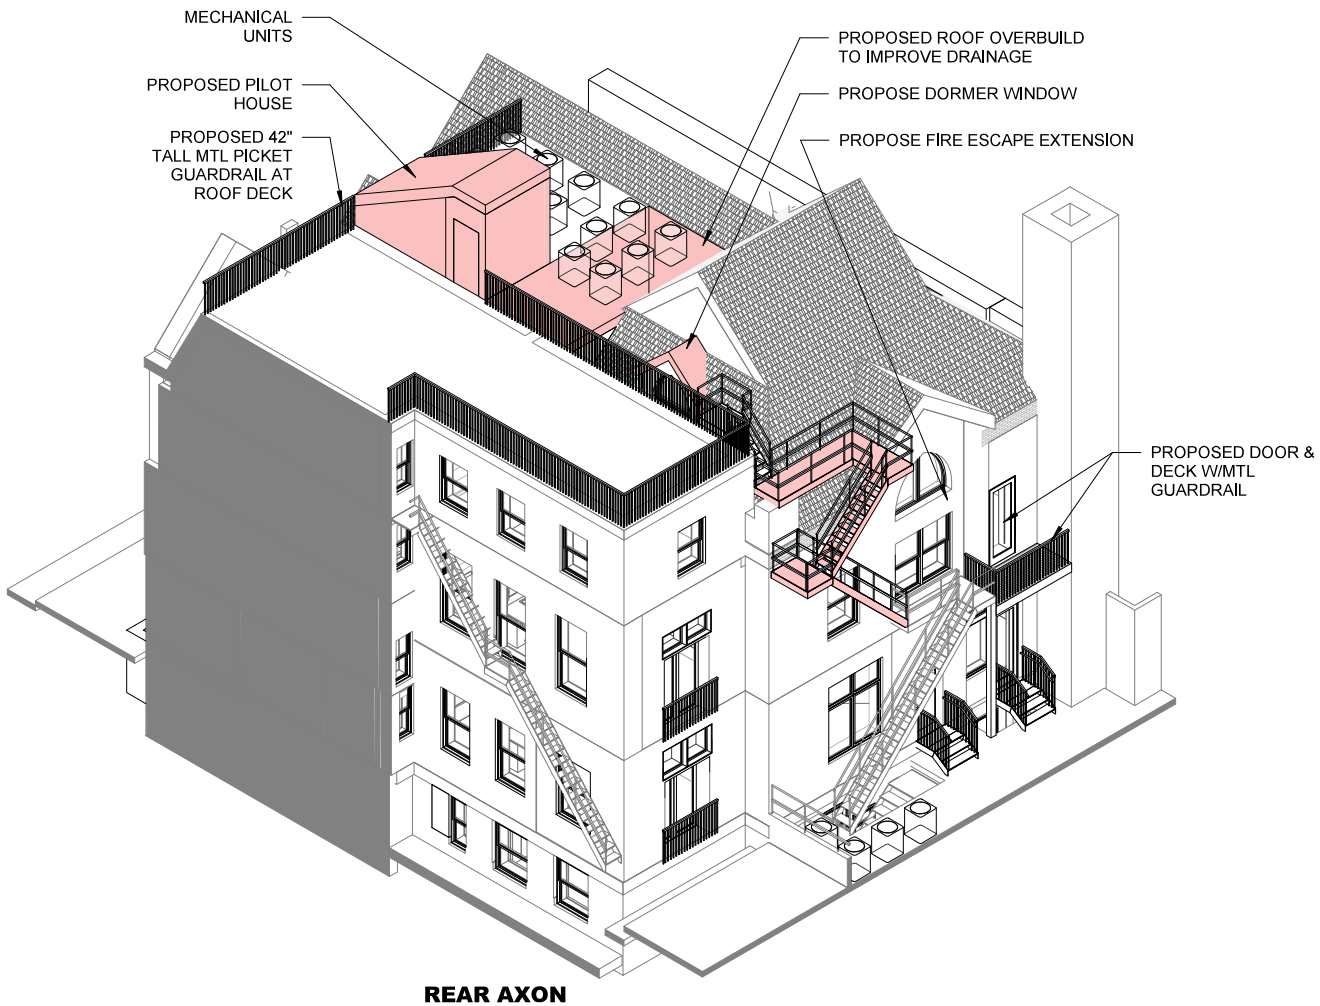 MECHANICAL
UNITS
PROPOSED PILOT
HOUSE
PROPOSED 42"
TALL MTL PICKET
GUARDRAIL AT
ROOF DECK
PROPOSED ROOF OVERBUILD
TO IMPROVE DRAINAGE
PROPOSE DORMER WINDOW
PROPOSE FIRE ESCAPE EXTENSION
PROPOSED DOOR &
DECK W/MTL
GUARDRAIL
REAR AXON